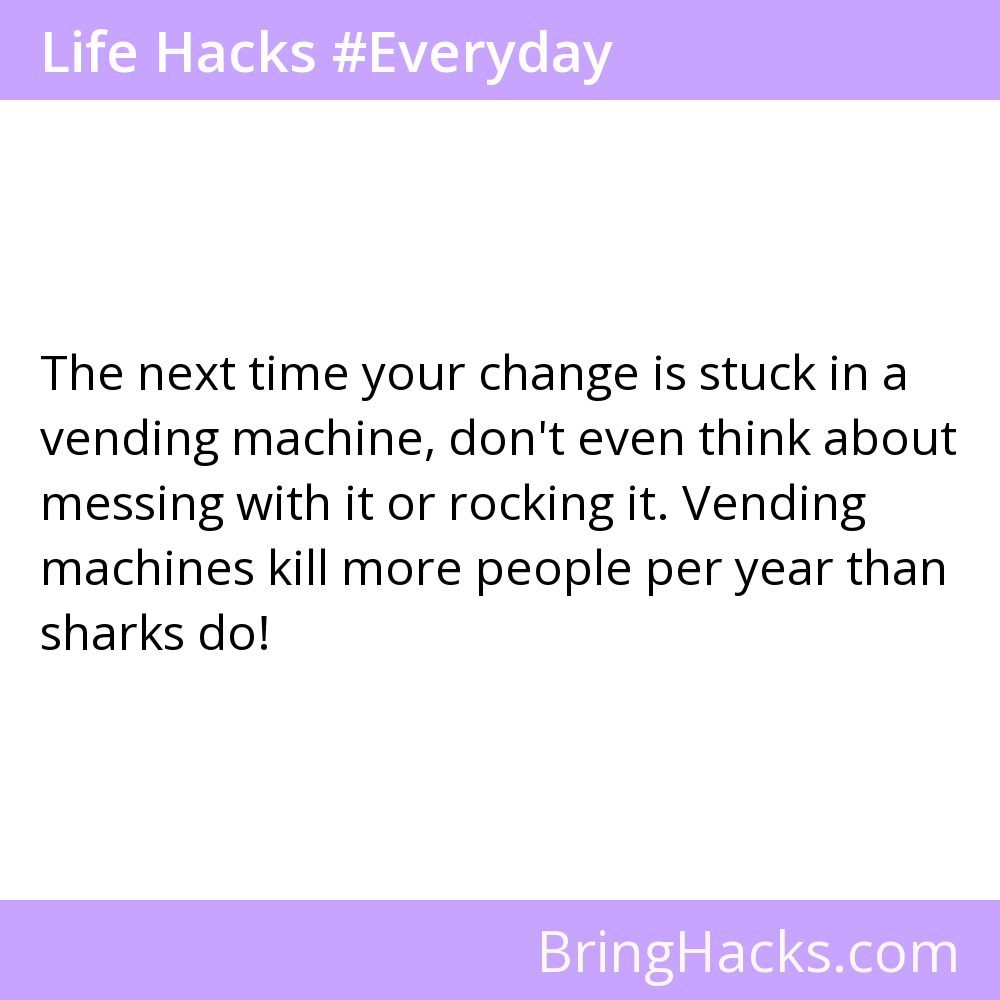 Life Hacks #Everyday
The next time your change is stuck in a
vending machine, don't even think about
messing with it or rocking it. Vending
machines kill more people per year than
sharks do!
BringHacks.com